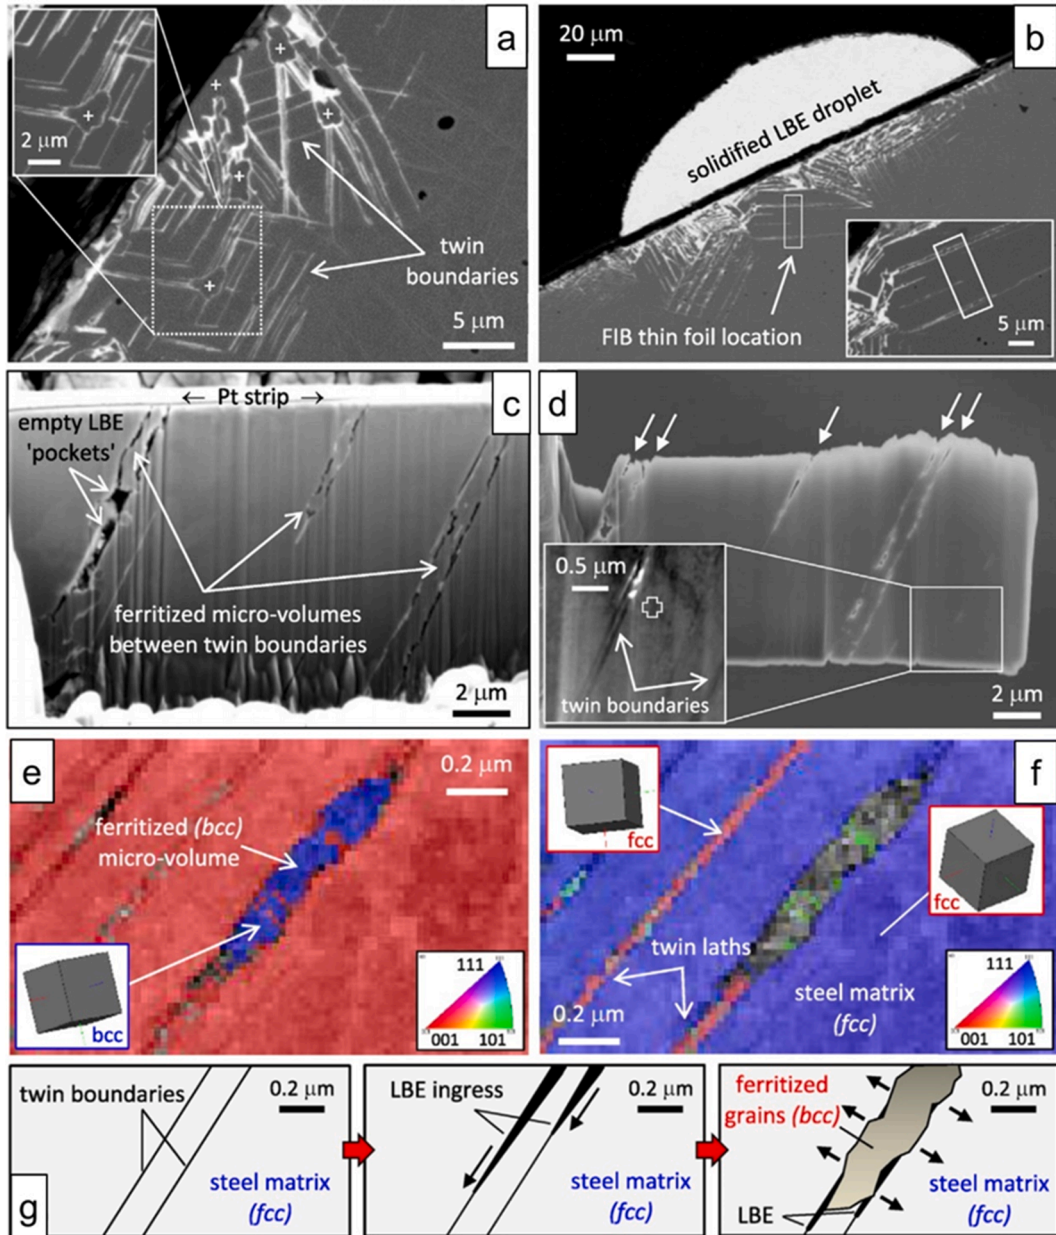 a
2 μm
twin
boundaries
5 μm
b
20 μm
solidified LBE droplet
FIB thin foil location
5 μm
c
← Pt strip →
empty LBE
'pockets'
ferritized micro-volumes
between twin boundaries
2 μm
d
0.5 μm
twin boundaries
2 μm
e
0.2 μm
ferritized (bcc)
micro-volume
bcc
111
001
101
f
fcc
fcc
twin laths
steel matrix
(fcc)
0.2 μm
111
001
101
g
twin boundaries
0.2 μm
steel matrix
(fcc)
LBE ingress
0.2 μm
steel matrix
(fcc)
ferritized
grains (bcc)
0.2 μm
steel matrix
(fcc)
LBE